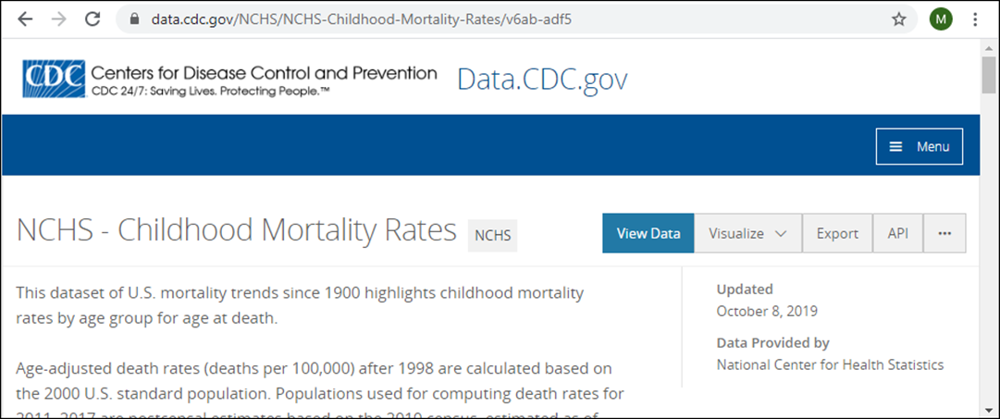 data.cdc.gov/NCHS/NCHS-Childhood-Mortality-Rates/v6ab-adf5
M
CDC Centers for Disease Control and Prevention
CDC 24/7: Saving Lives. Protecting People.™
Data.CDC.gov
Menu
NCHS - Childhood Mortality Rates
NCHS
View Data
Visualize
Export
API
This dataset of U.S. mortality trends since 1900 highlights childhood mortality
rates by age group for age at death.
Age-adjusted death rates (deaths per 100,000) after 1998 are calculated based on
the 2000 U.S. standard population. Populations used for computing death rates for
2011–2017 are postcensal estimates based on the 2010 census, estimated as of
Updated
October 8, 2019
Data Provided by
National Center for Health Statistics